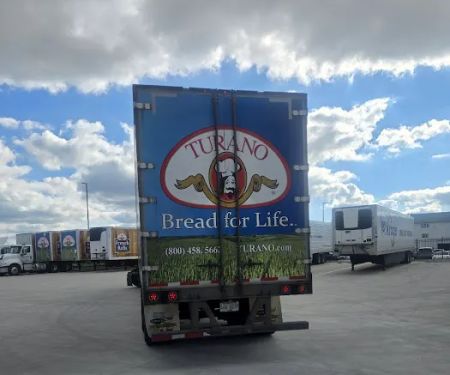 TURANO
Bread for Life..
(800) 458. 5662 TURANO.com